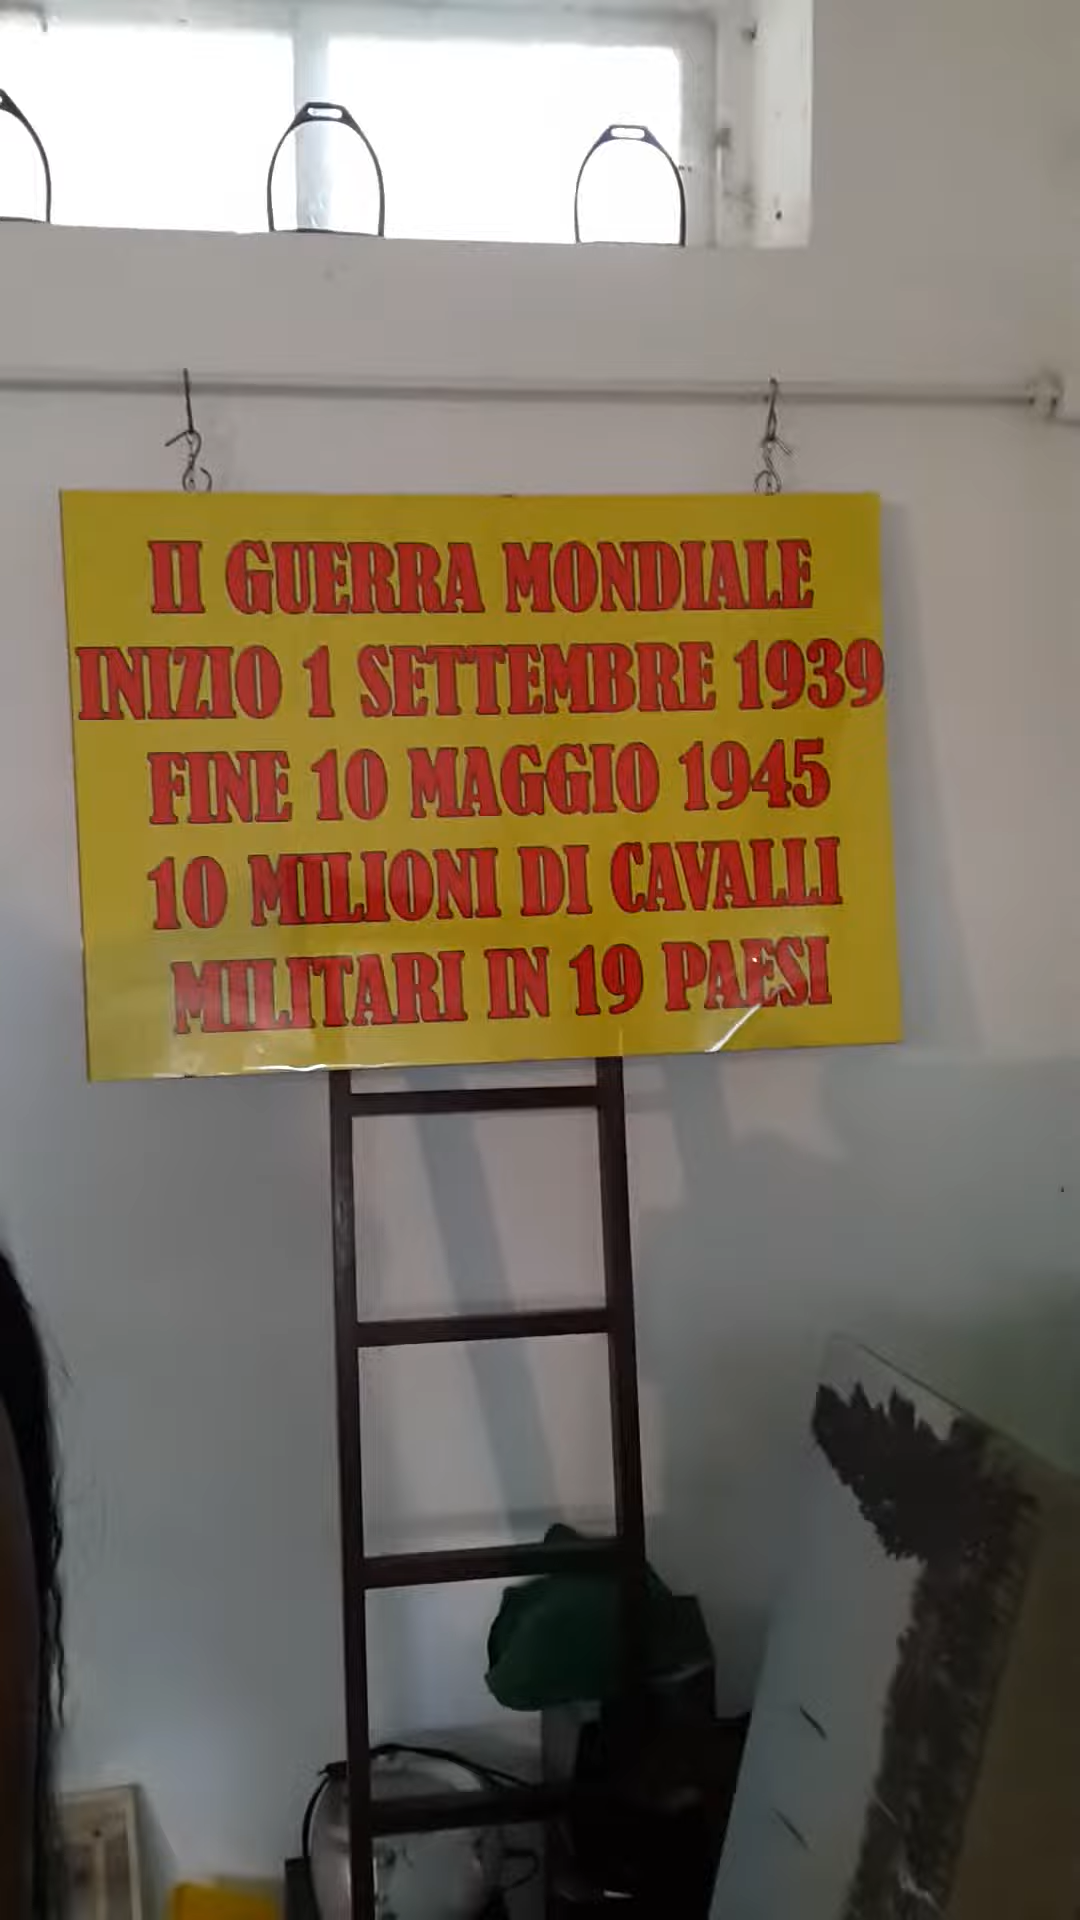 II GUERRA MONDIALE
INIZIO 1 SETTEMBRE 1939
FINE 10 MAGGIO 1945
10 MILIONI DI CAVALLI
MILITARI IN 19 PAESI